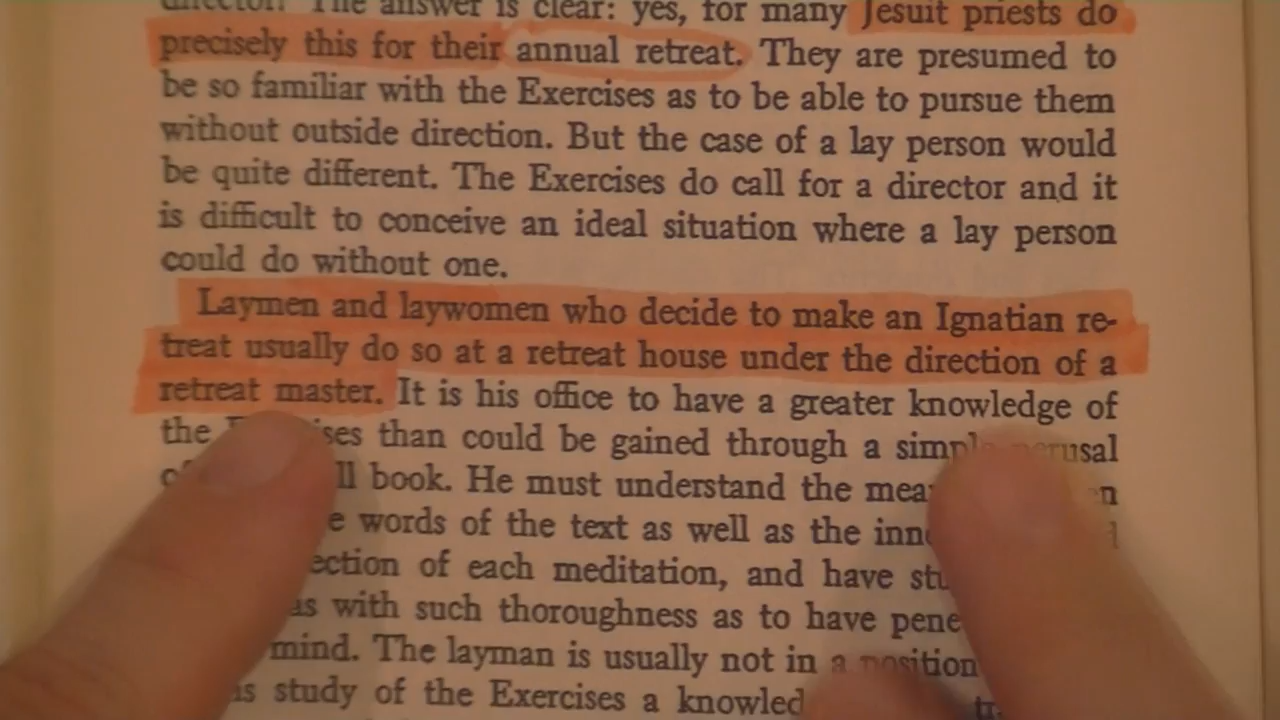 director? The answer is clear: yes, for many Jesuit priests do
precisely this for their annual retreat. They are presumed to
be so familiar with the Exercises as to be able to pursue them
without outside direction. But the case of a lay person would
be quite different. The Exercises do call for a director and it
is difficult to conceive an ideal situation where a lay person
could do without one.
Laymen and laywomen who decide to make an Ignatian re-
treat usually do so at a retreat house under the direction of a
retreat master. It is his office to have a greater knowledge of
the than could be gained through a simple perusal
book. He must understand the
words of the text as well as the
of each meditation, and have
with such thoroughness as to have
mind. The layman is usually not in a position
study of the Exercises a